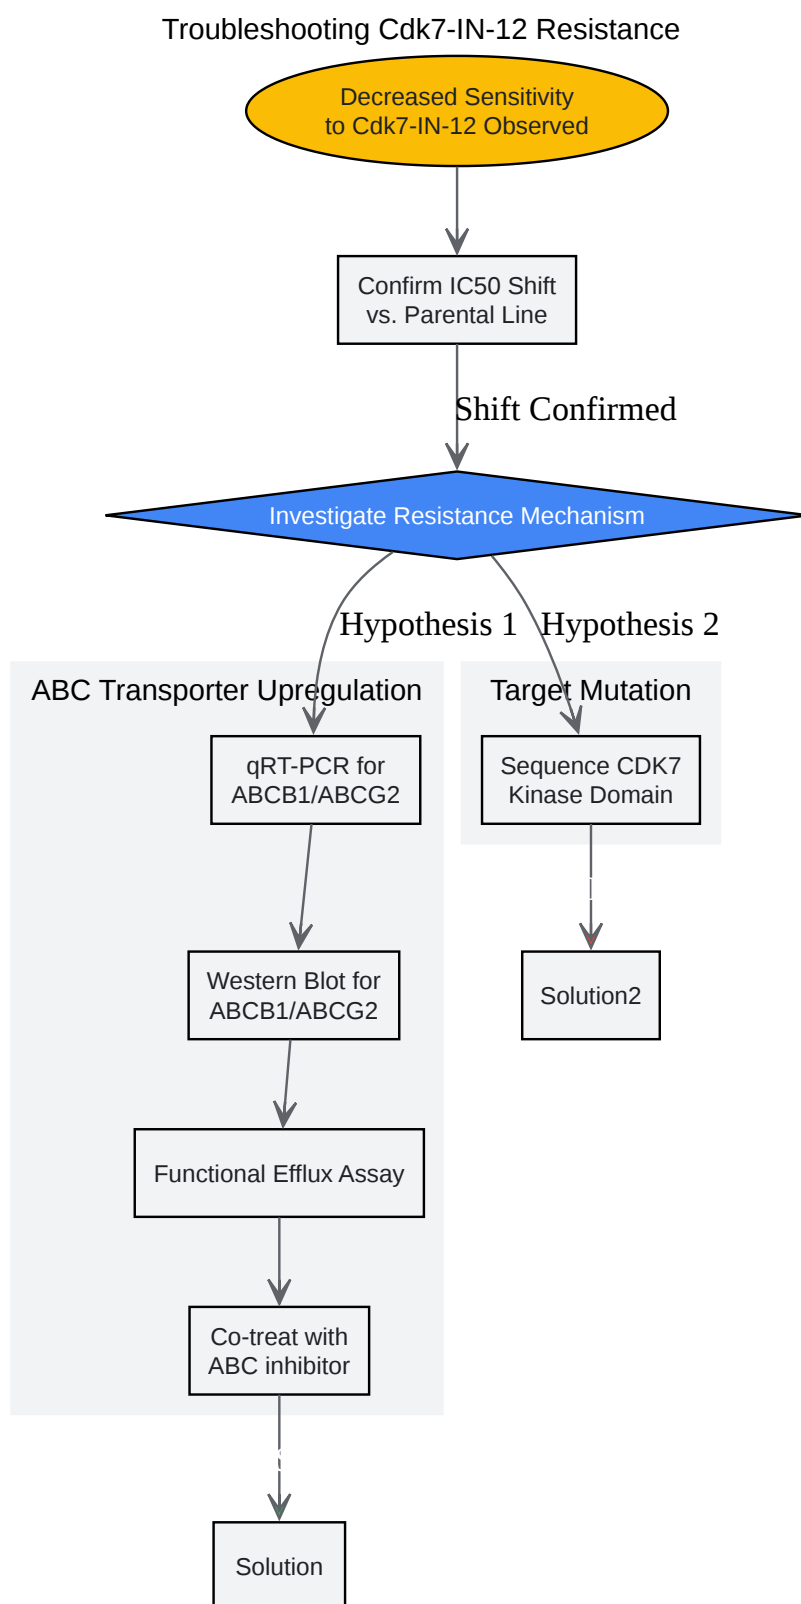 Troubleshooting Cdk7-IN-12 Resistance
Decreased Sensitivity
to Cdk7-IN-12 Observed
Confirm IC50 Shift
vs. Parental Line
Shift Confirmed
Investigate Resistance Mechanism
Hypothesis 1
Hypothesis 2
ABC Transporter Upregulation
Target Mutation
qRT-PCR for
ABCB1/ABCG2
Sequence CDK7
Kinase Domain
Western Blot for
ABCB1/ABCG2
Solution2
Functional Efflux Assay
Co-treat with
ABC inhibitor
Solution